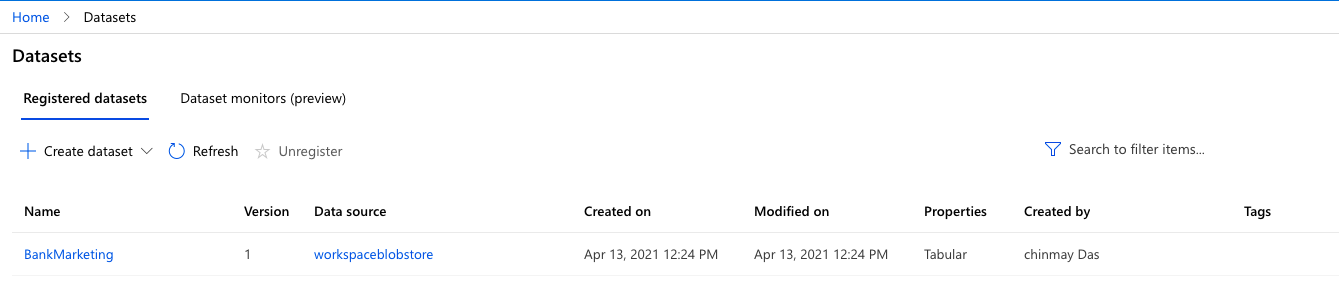 Home > Datasets
Datasets
Registered datasets Dataset monitors (preview)
Create dataset Refresh Unregister Search to filter items...
Name Version Data source Created on Modified on Properties Created by Tags
BankMarketing 1 workspaceblobstore Apr 13, 2021 12:24 PM Apr 13, 2021 12:24 PM Tabular chinmay Das